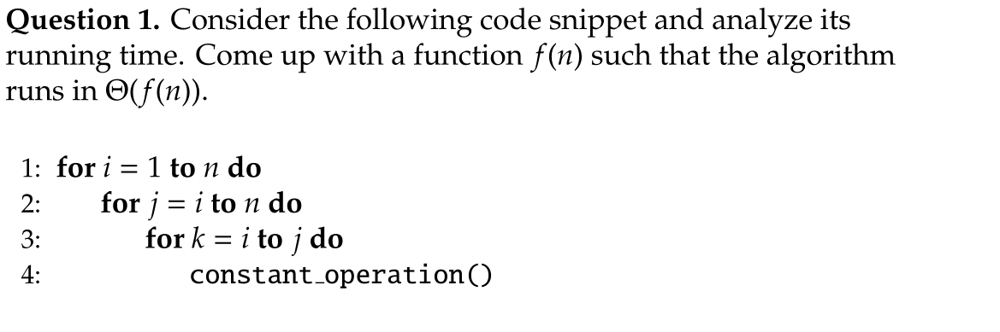 Question 1. Consider the following code snippet and analyze its
running time. Come up with a function f(n) such that the algorithm
runs in Θ(f(n)).
1: for i = 1 to n do
2: for j = i to n do
3: for k = i to j do
4: constant_operation()